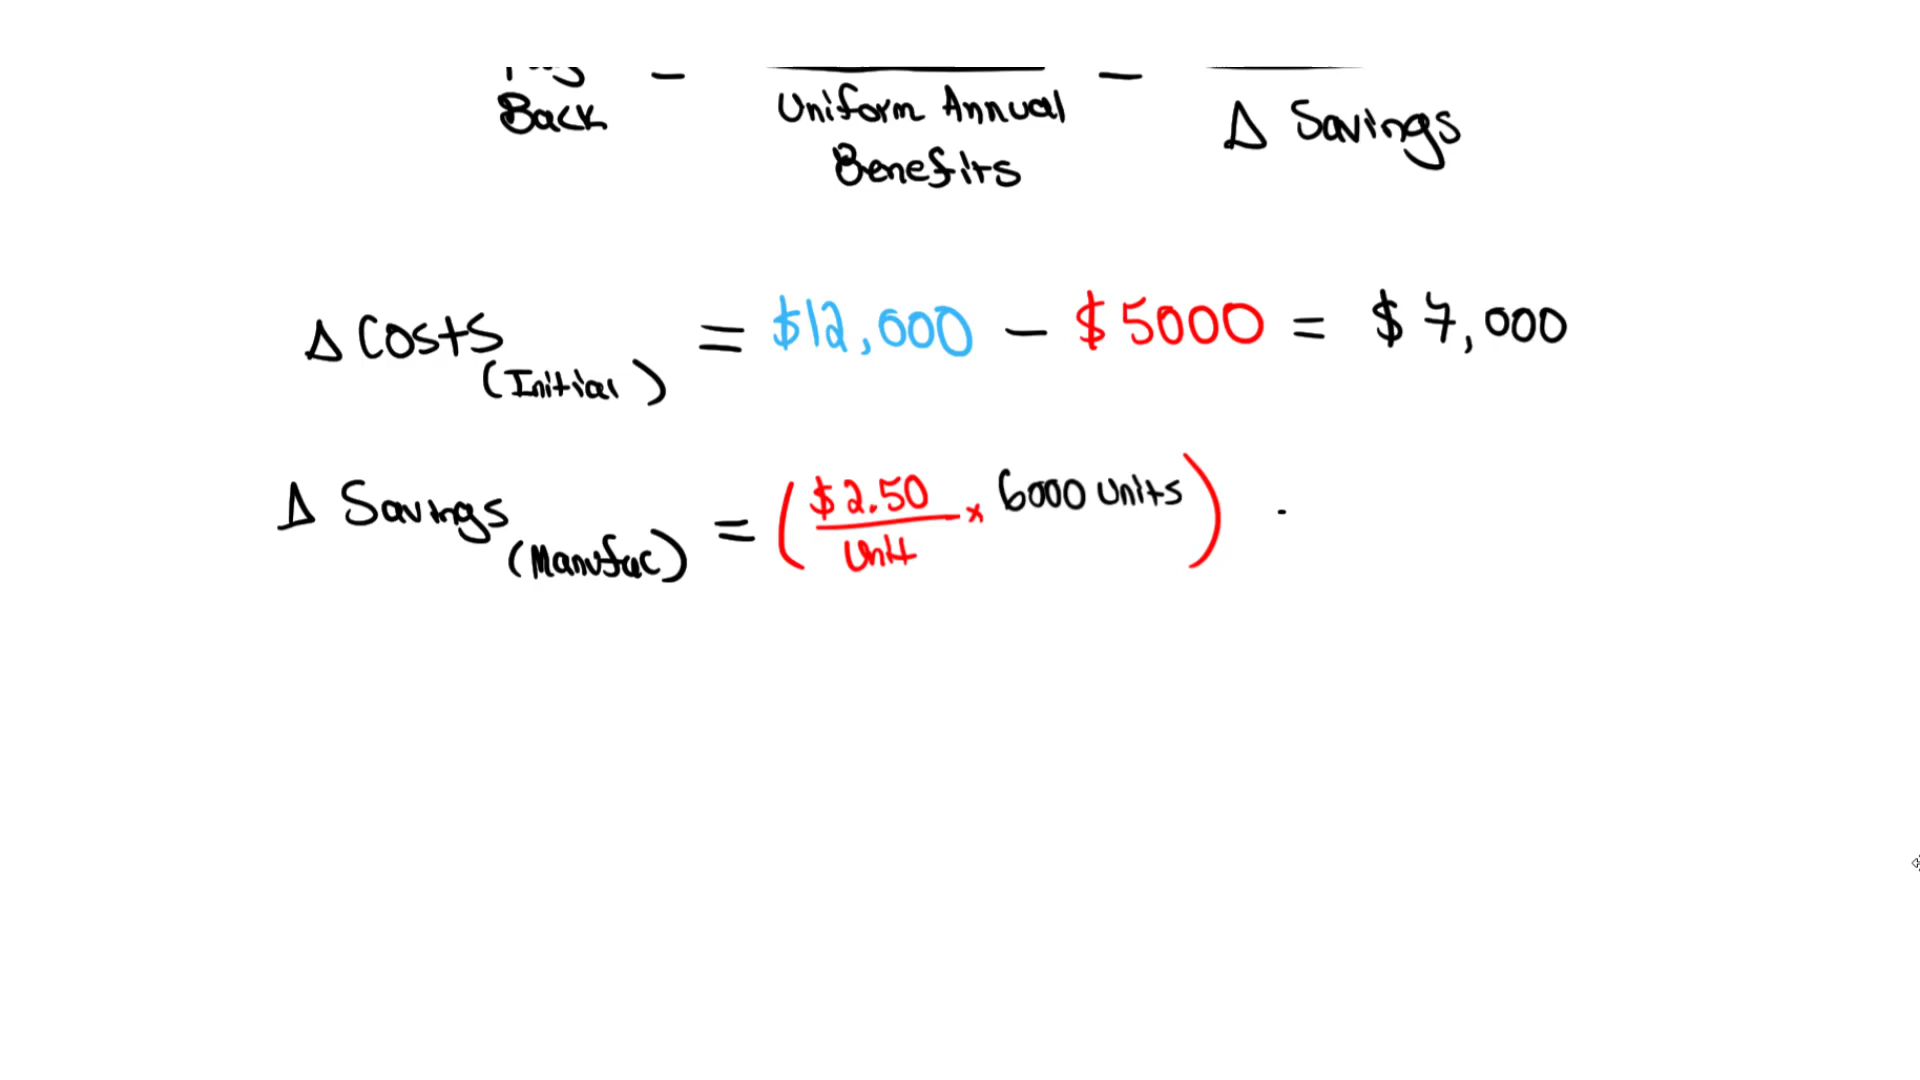 Back = Uniform Annual = Δ Savings
Benefits
Δ Costs (Initial) = $12,000 − $5000 = $7,000
Δ Savings (Manufac) = ($2.50 / Unit × 6000 Units)